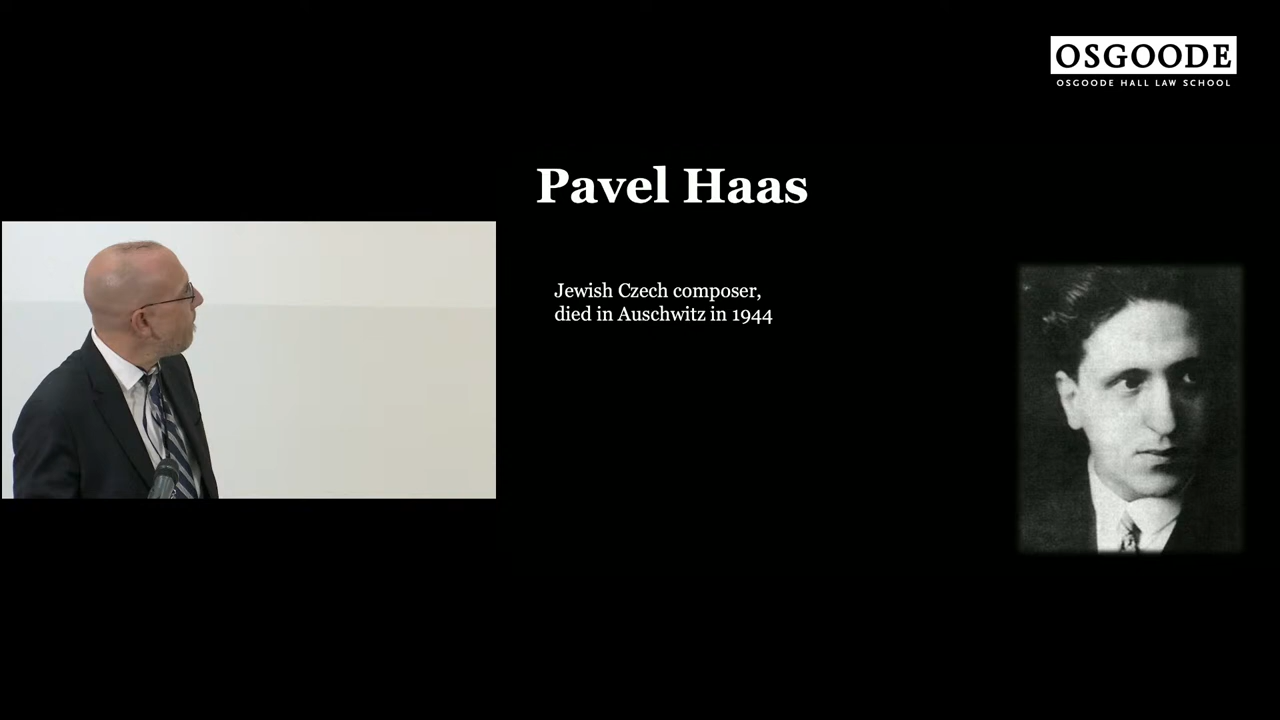 OSGOODE
OSGOODE HALL LAW SCHOOL
Pavel Haas
Jewish Czech composer,
died in Auschwitz in 1944